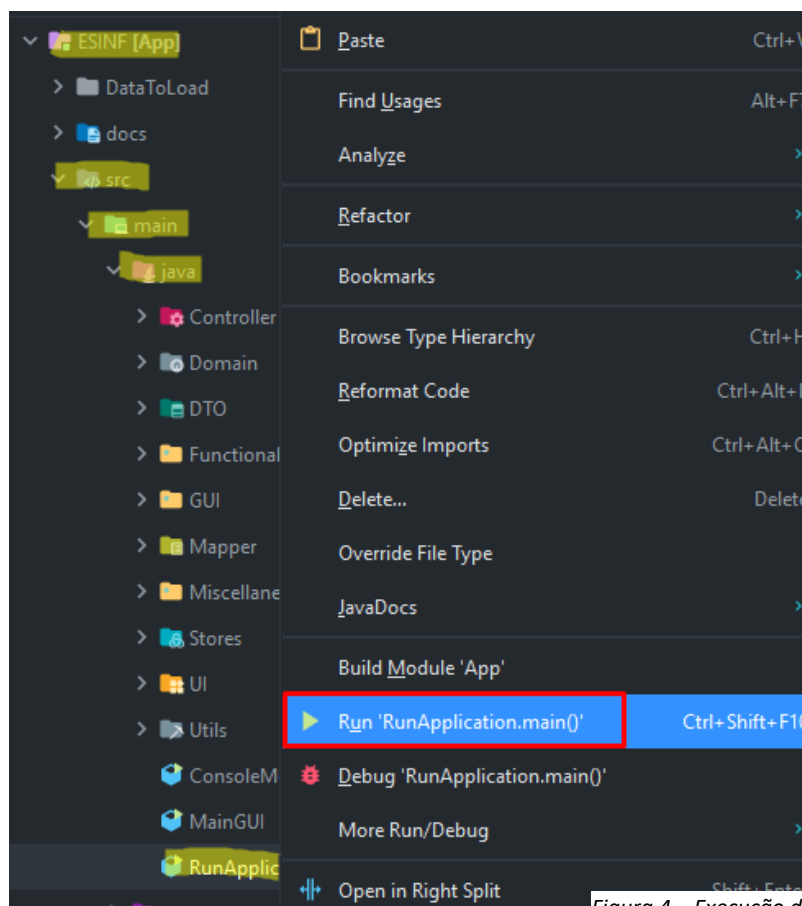 ESINF [App]
DataToLoad
docs
src
main
java
Controller
Domain
DTO
Functional
GUI
Mapper
Miscellane
Stores
UI
Utils
ConsoleM
MainGUI
RunApplic
Paste Ctrl+V
Find Usages Alt+F7
Analyze
Refactor
Bookmarks
Browse Type Hierarchy Ctrl+H
Reformat Code Ctrl+Alt+
Optimize Imports Ctrl+Alt+O
Delete... Delete
Override File Type
JavaDocs
Build Module 'App'
Run 'RunApplication.main()' Ctrl+Shift+F10
Debug 'RunApplication.main()'
More Run/Debug
Open in Right Split Shift+Ente
Figura 4 – Execução d